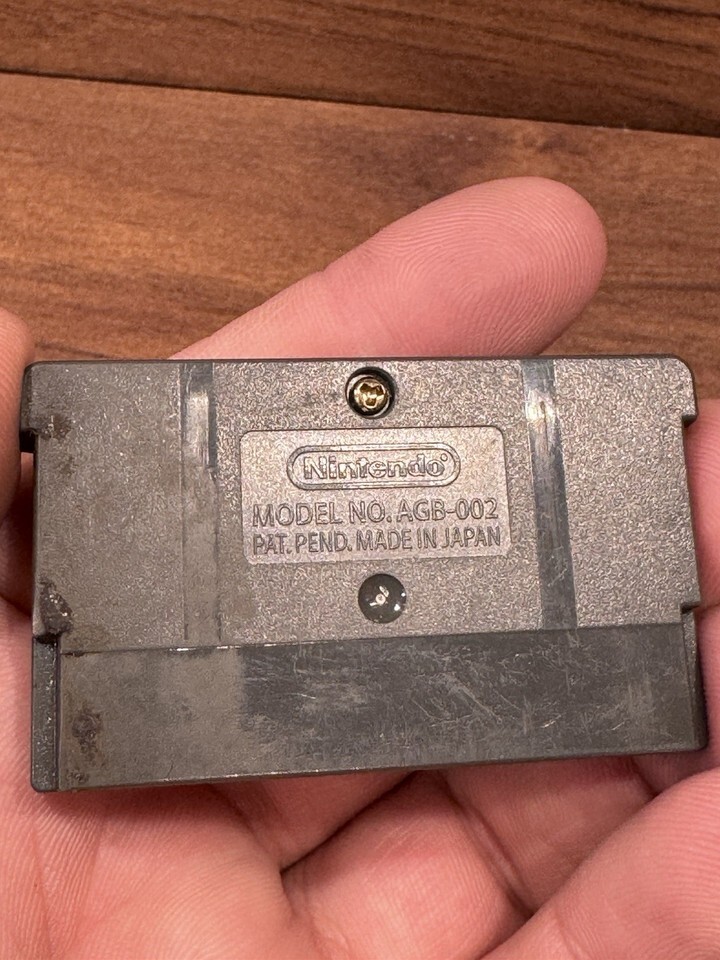 Nintendo
MODEL NO. AGB-002
PAT. PEND. MADE IN JAPAN